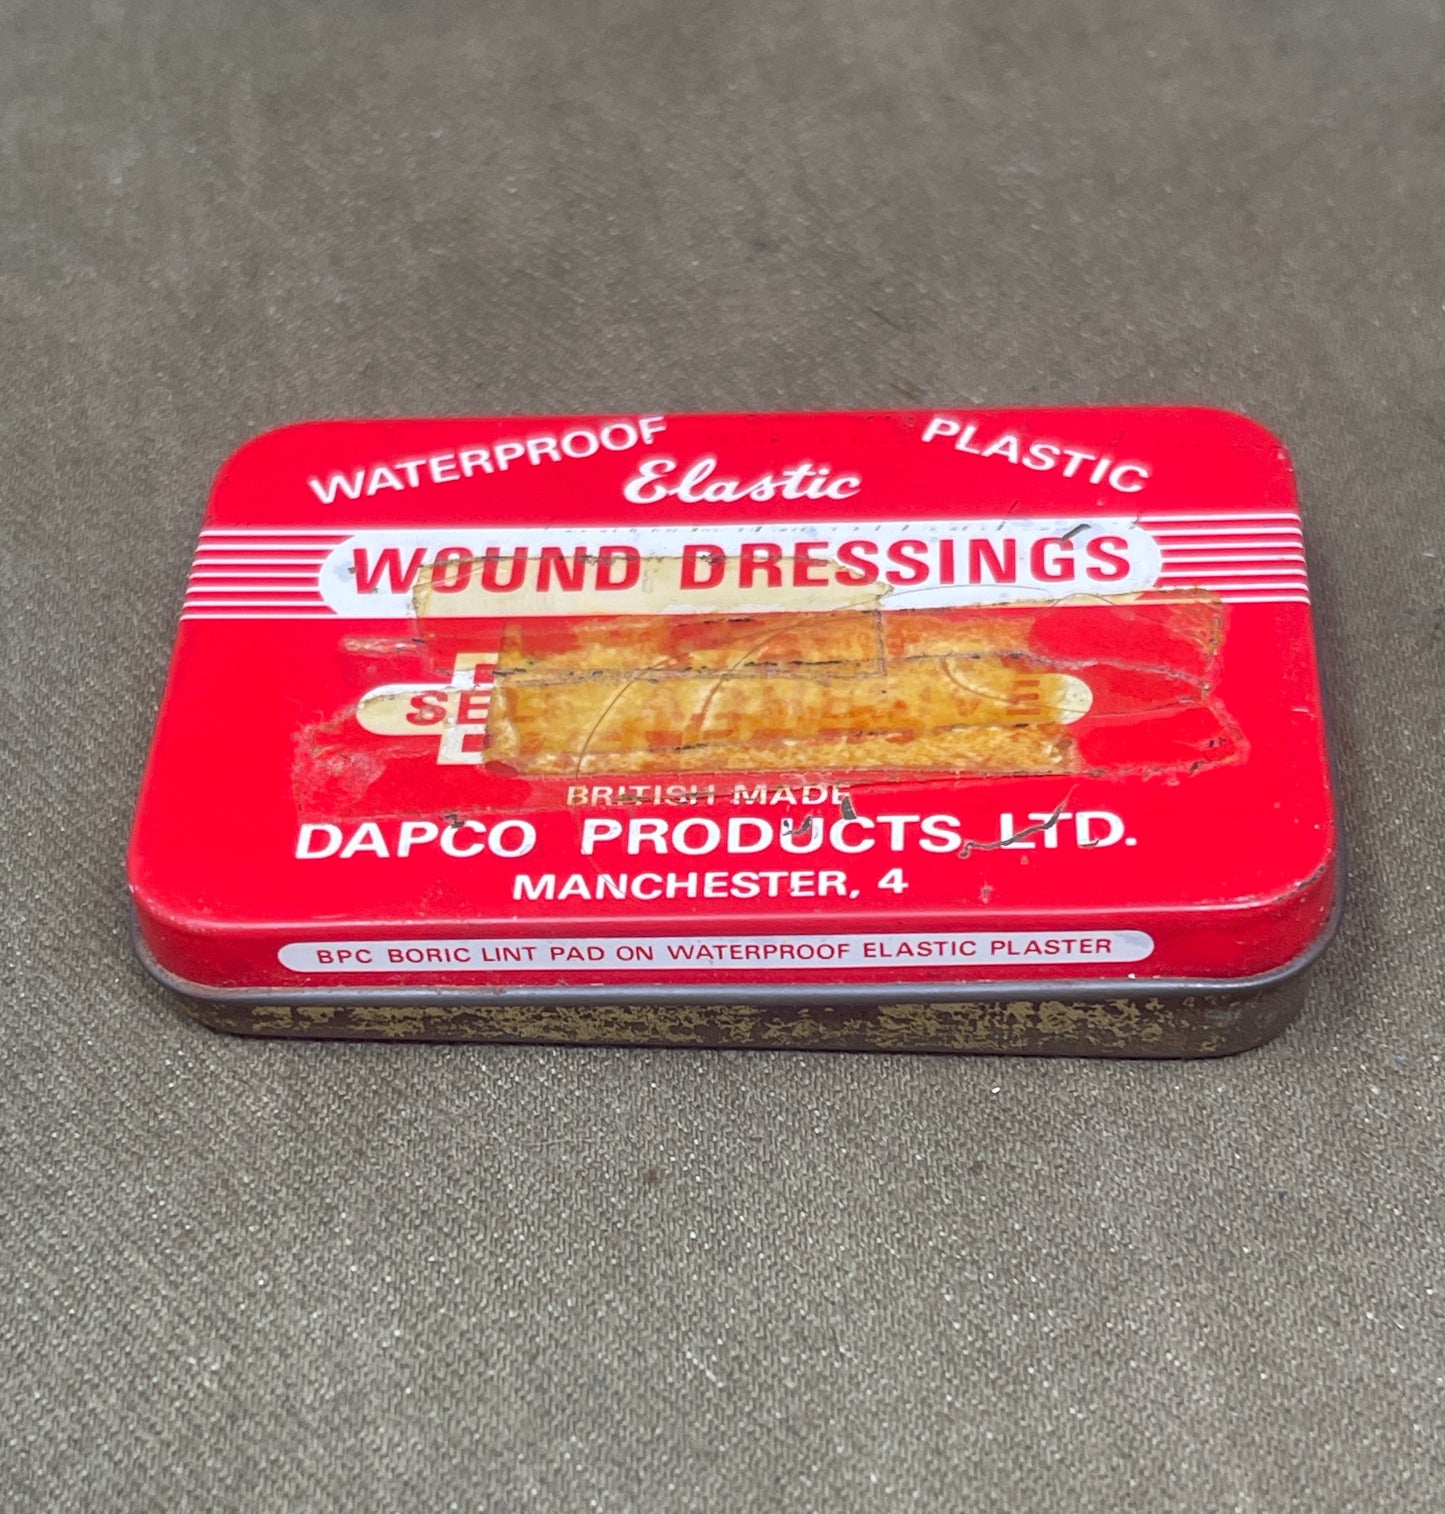 WATERPROOF PLASTIC
Elastic
WOUND DRESSINGS
BRITISH MADE
DAPCO PRODUCTS LTD.
MANCHESTER, 4
BPC BORIC LINT PAD ON WATERPROOF ELASTIC PLASTER